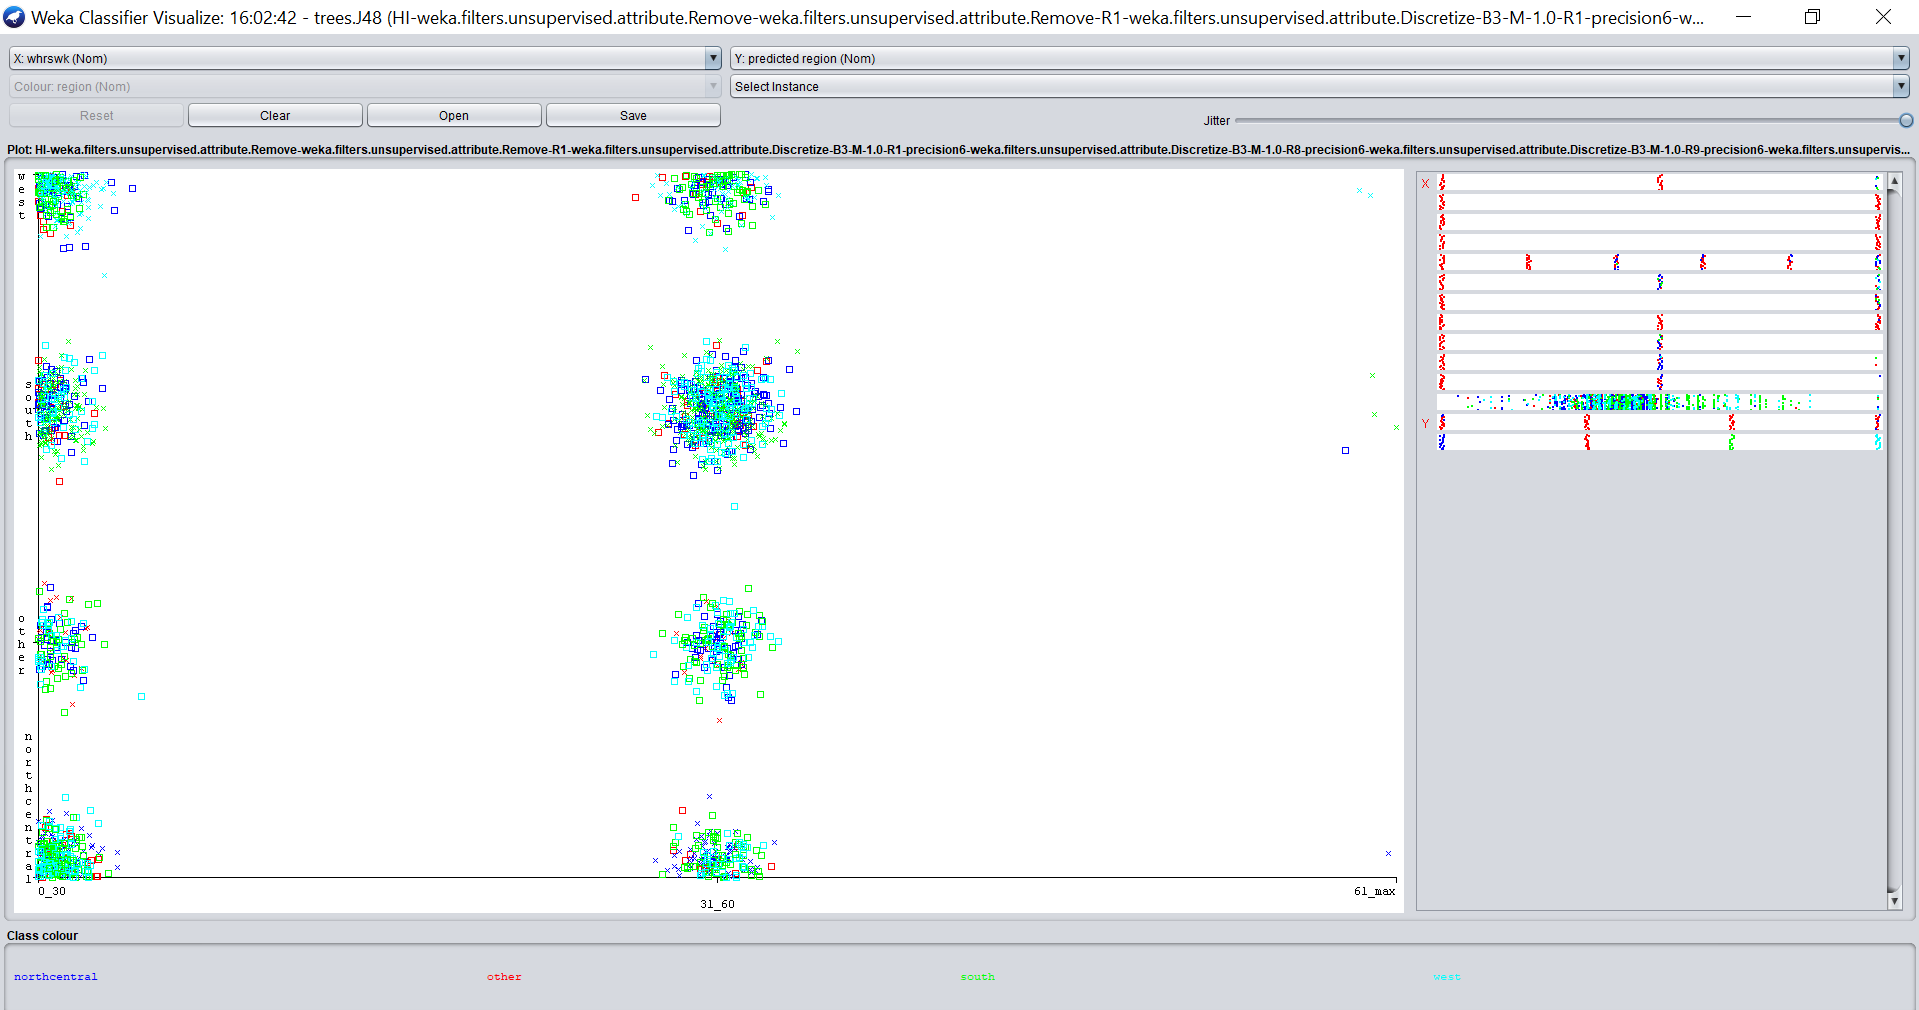 Weka Classifier Visualize: 16:02:42 - trees.J48 (HI-weka.filters.unsupervised.attribute.Remove-weka.filters.unsupervised.attribute.Remove-R1-weka.filters.unsupervised.attribute.Discretize-B3-M-1.0-R1-precision6-w...
X: whrswk (Nom)
Y: predicted region (Nom)
Colour: region (Nom)
Select Instance
Reset
Clear
Open
Save
Jitter
Plot: HI-weka.filters.unsupervised.attribute.Remove-weka.filters.unsupervised.attribute.Remove-R1-weka.filters.unsupervised.attribute.Discretize-B3-M-1.0-R1-precision6-weka.filters.unsupervised.attribute.Discretize-B3-M-1.0-R8-precision6-weka.filters.unsupervised.attribute.Discretize-B3-M-1.0-R9-precision6-weka.filters.unsupervis...
west
south
other
northcentral
0_30
31_60
61_max
X
Y
Class colour
northcentral
other
south
west